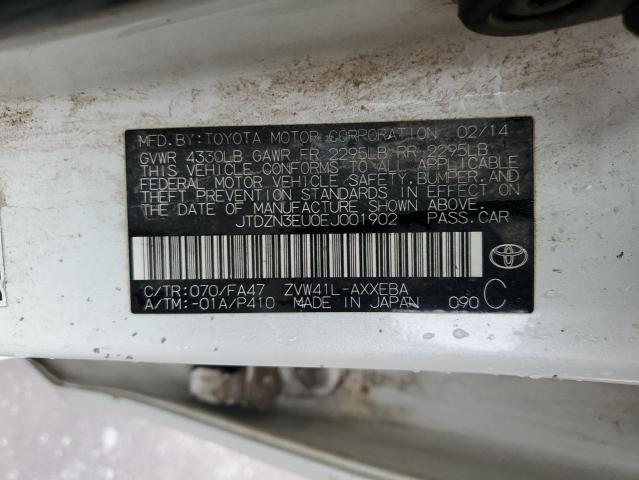 MFD.BY: TOYOTA MOTOR CORPORATION 02/14
GVWR 4330LB GAWR FR 2295LB RR 2295LB
THIS VEHICLE CONFORMS TO ALL APPLICABLE
FEDERAL MOTOR VEHICLE SAFETY, BUMPER, AND
THEFT PREVENTION STANDARDS IN EFFECT ON
THE DATE OF MANUFACTURE SHOWN ABOVE.
JTDZN3EU0EJ001902 PASS.CAR
C/TR:070/FA47 ZVW41L-AXXEBA
A/TM:-01A/P410 MADE IN JAPAN 090 C